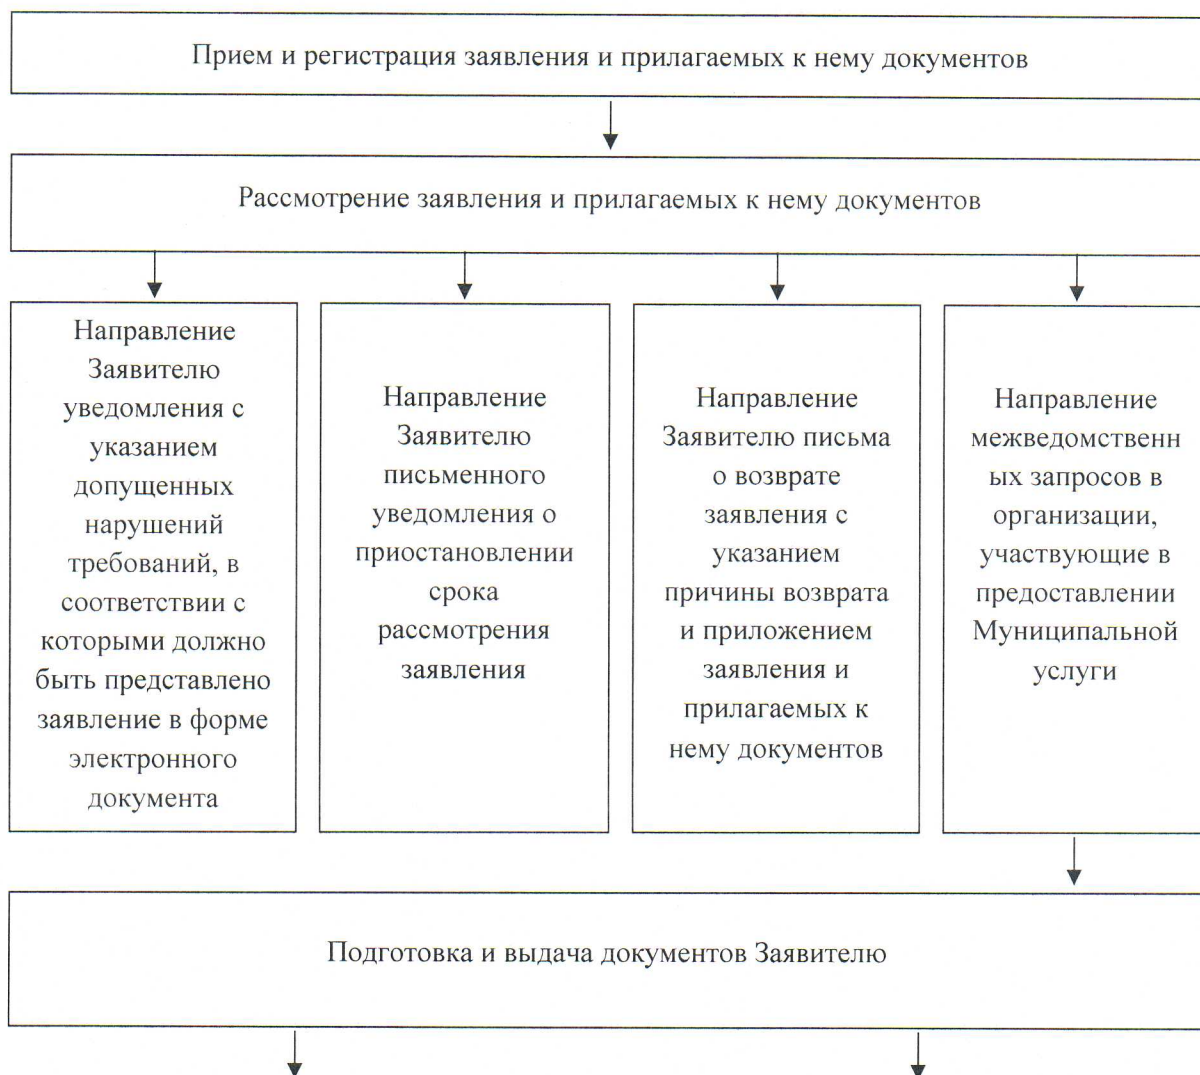 Прием и регистрация заявления и прилагаемых к нему документов
Рассмотрение заявления и прилагаемых к нему документов
Направление
Заявителю
уведомления с
указанием
допущенных
нарушений
требований, в
соответствии с
которыми должно
быть представлено
заявление в форме
электронного
документа
Направление
Заявителю
письменного
уведомления о
приостановлении
срока
рассмотрения
заявления
Направление
Заявителю письма
о возврате
заявления с
указанием
причины возврата
и приложением
заявления и
прилагаемых к
нему документов
Направление
межведомственн
ых запросов в
организации,
участвующие в
предоставлении
Муниципальной
услуги
Подготовка и выдача документов Заявителю